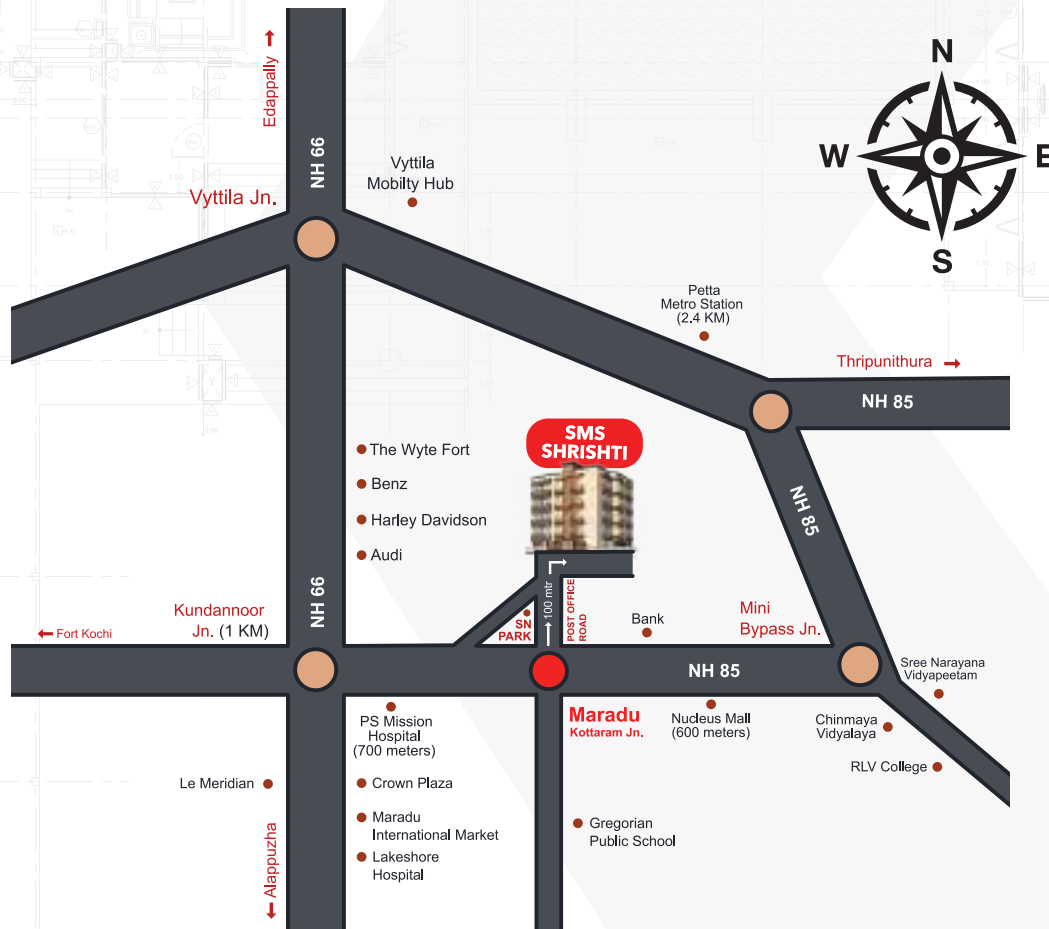 N
W
E
S
Edappally
NH 66
Vyttila Jn.
Vyttila
Mobilty Hub
Petta
Metro Station
(2.4 KM)
Thripunithura
NH 85
SMS
SHRISHTI
The Wyte Fort
Benz
Harley Davidson
Audi
NH 85
NH 66
Kundannoor
Jn. (1 KM)
Fort Kochi
100 mtr
POST OFFICE
ROAD
SN
PARK
Bank
Mini
Bypass Jn.
NH 85
Sree Narayana
Vidyapeetam
Maradu
Kottaram Jn.
Nucleus Mall
(600 meters)
Chinmaya
Vidyalaya
RLV College
PS Mission
Hospital
(700 meters)
Le Meridian
Crown Plaza
Maradu
International Market
Lakeshore
Hospital
Gregorian
Public School
Alappuzha